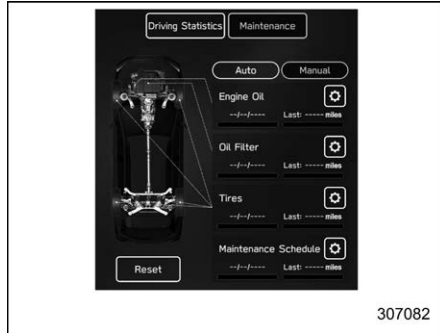 Driving Statistics Maintenance
Auto Manual
Engine Oil
--/--/---- Last: ----- miles
Oil Filter
--/--/---- Last: ----- miles
Tires
--/--/---- Last: ----- miles
Maintenance Schedule
--/--/---- Last: ----- miles
Reset
307082